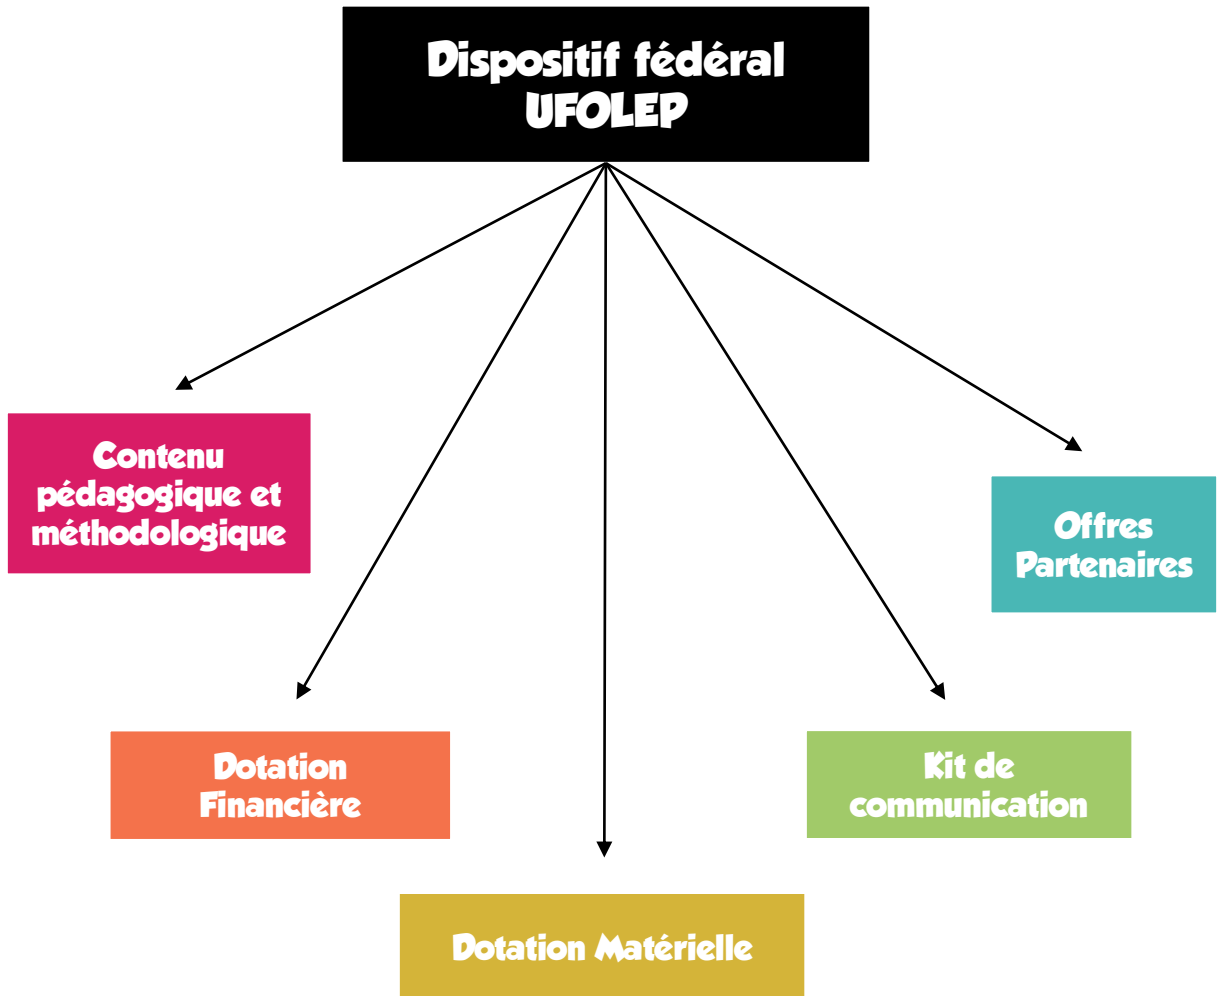 Dispositif fédéral
UFOLEP
Contenu
pédagogique et
méthodologique
Offres
Partenaires
Dotation
Financière
Kit de
communication
Dotation Matérielle